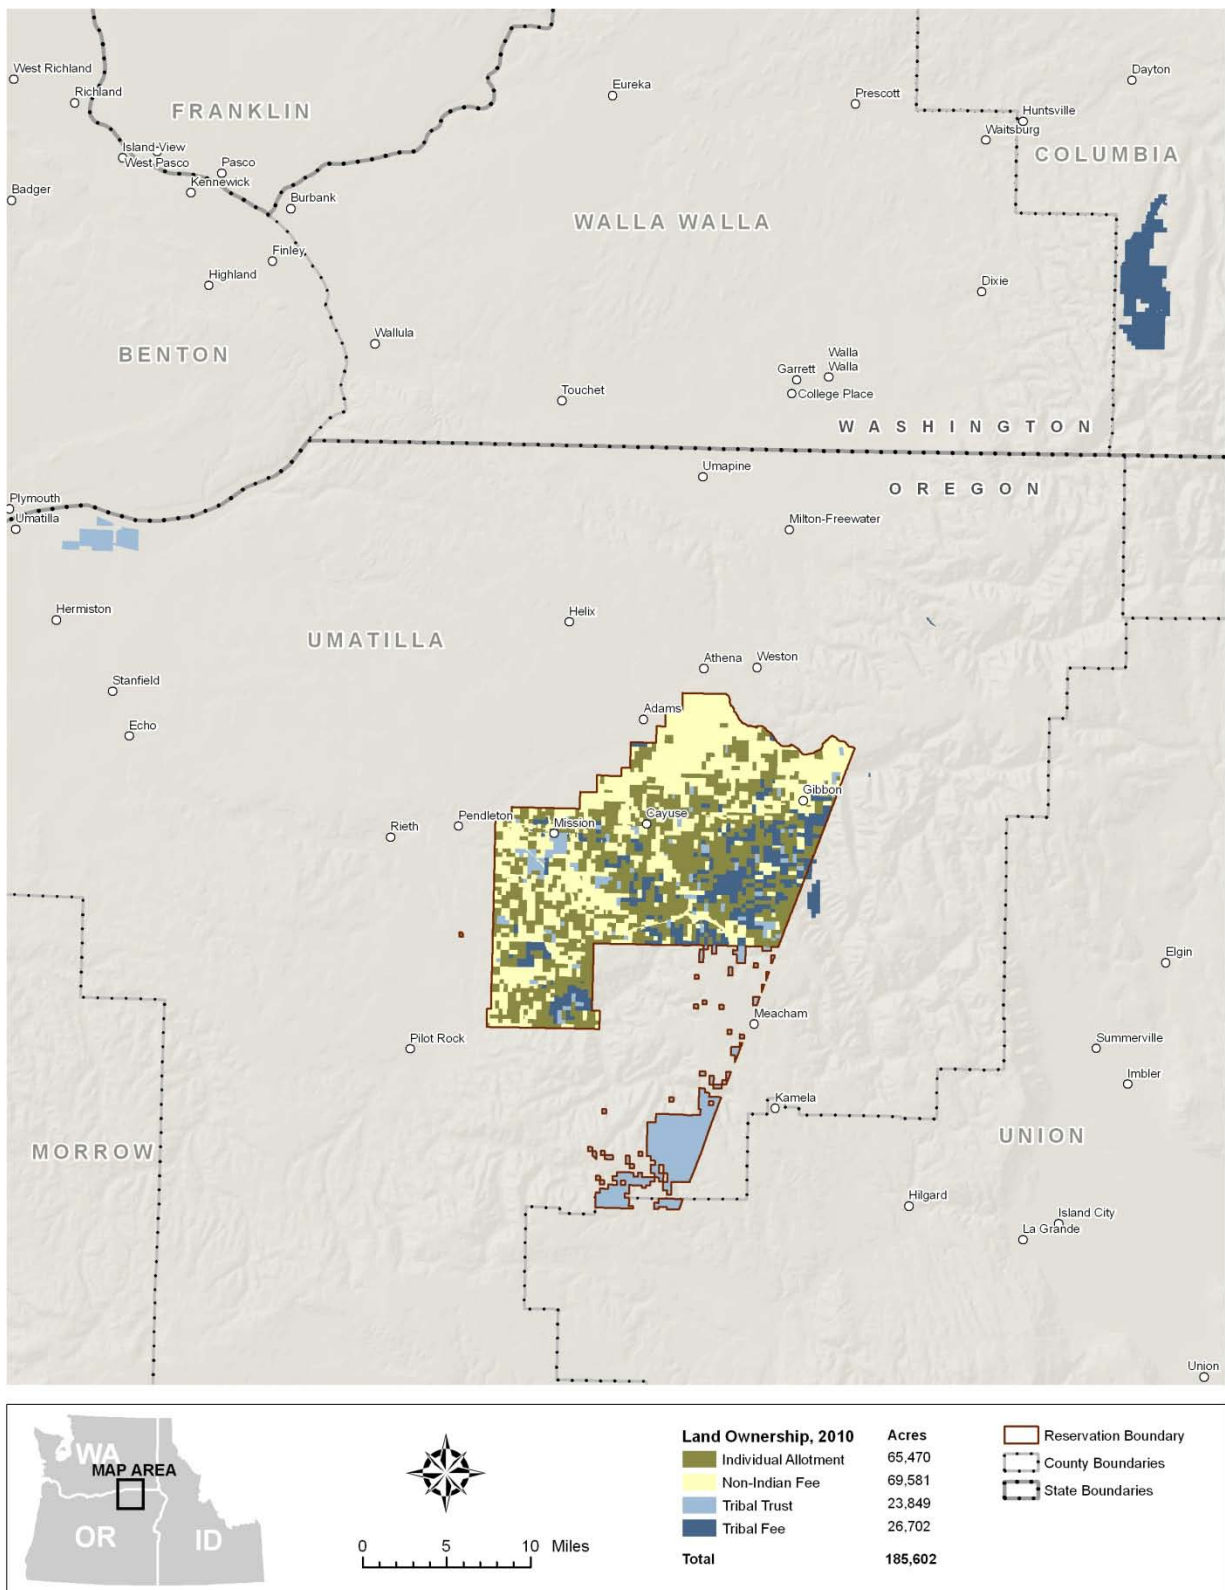 West Richland
Richland
FRANKLIN
Eureka
Prescott
Dayton
Huntsville
Waitsburg
COLUMBIA
Island-View
West Pasco
Pasco
Kennewick
Badger
Burbank
WALLA WALLA
Finley
Highland
Dixie
Wallula
BENTON
Walla
Walla
Garrett
College Place
Touchet
WASHINGTON
Umapine
OREGON
Plymouth
Umatilla
Milton-Freewater
Hermiston
Helix
UMATILLA
Athena
Weston
Stanfield
Adams
Echo
Gibbon
Pendleton
Mission
Cayuse
Rieth
Elgin
Meacham
Pilot Rock
Summerville
Imbler
Kamela
MORROW
UNION
Hilgard
Island City
La Grande
Union
WA
MAP AREA
OR
ID
0 5 10 Miles
Land Ownership, 2010 Acres
Individual Allotment 65,470
Non-Indian Fee 69,581
Tribal Trust 23,849
Tribal Fee 26,702
Total 185,602
Reservation Boundary
County Boundaries
State Boundaries